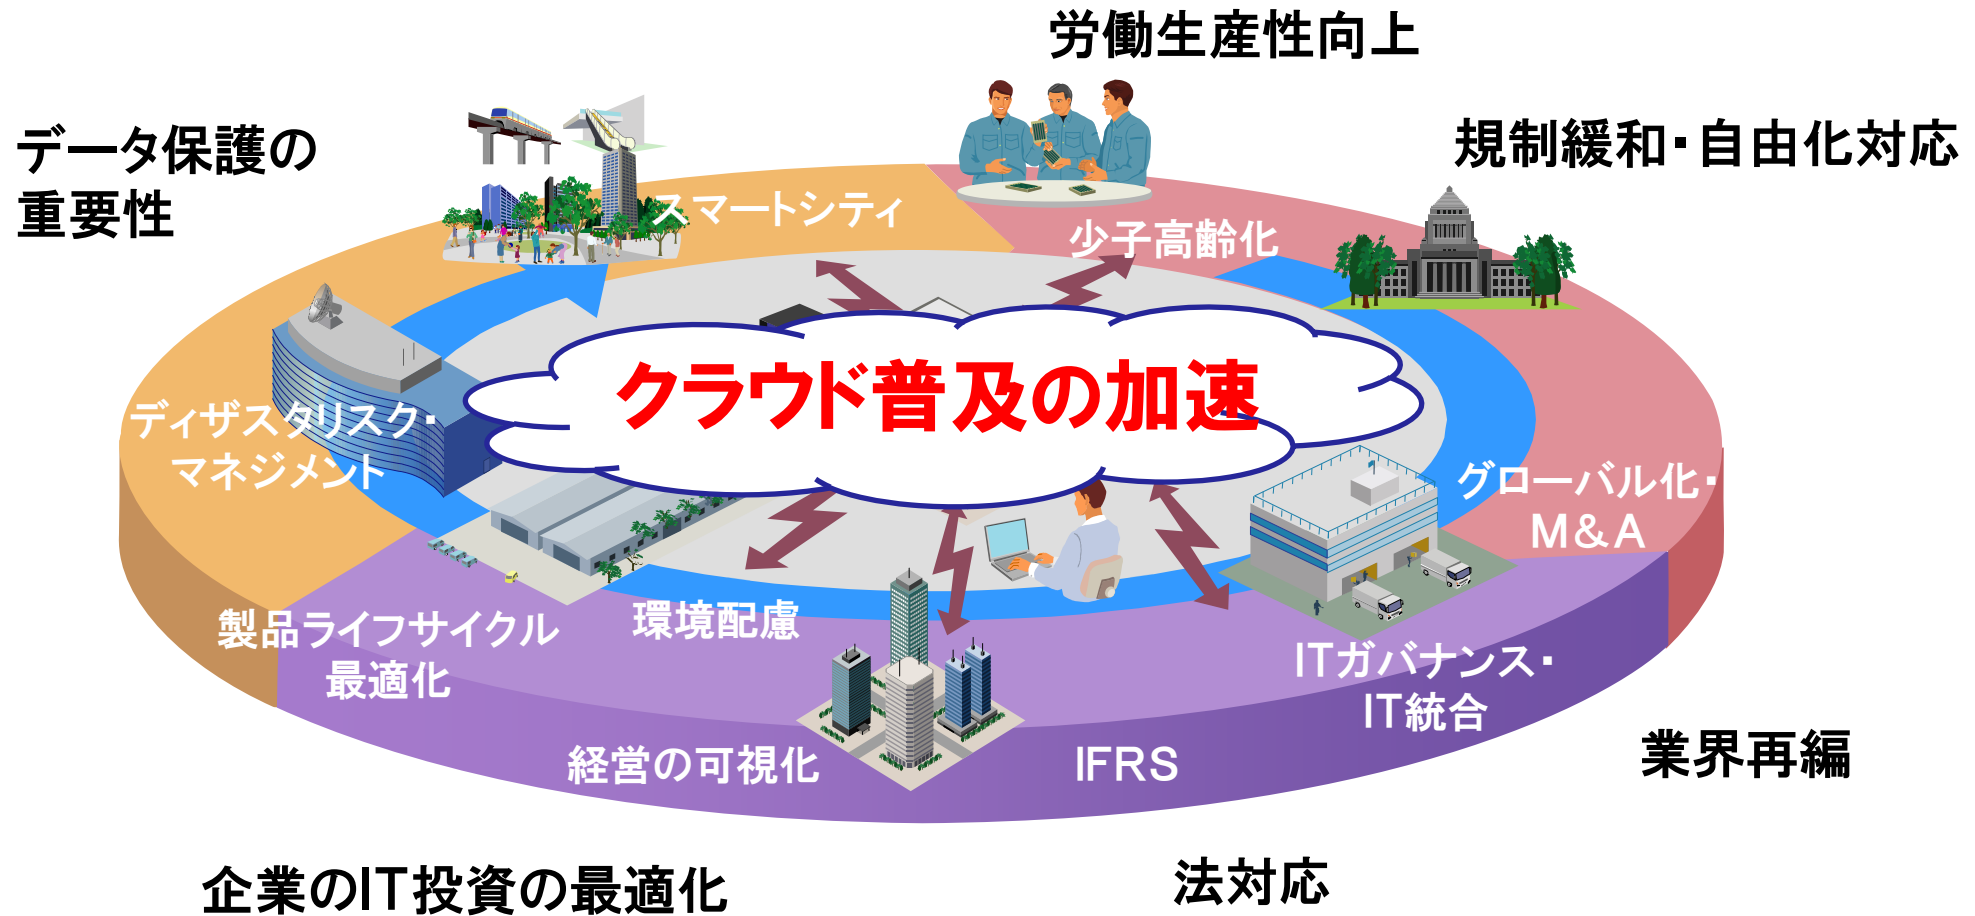 労働生産性向上
データ保護の
重要性
規制緩和・自由化対応
スマートシティ
少子高齢化
クラウド普及の加速
ディザスタリスク・
マネジメント
グローバル化・
M&A
製品ライフサイクル
最適化
環境配慮
ITガバナンス・
IT統合
経営の可視化
IFRS
業界再編
企業のIT投資の最適化
法対応